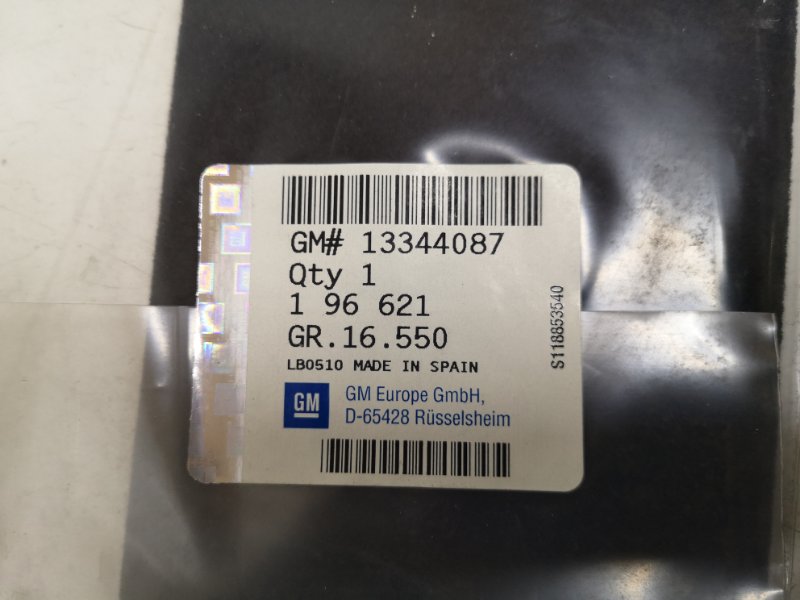 GM# 13344087
Qty 1
1 96 621
GR.16.550
LB0510 MADE IN SPAIN
GM
GM Europe GmbH,
D-65428 Rüsselsheim
S118853540